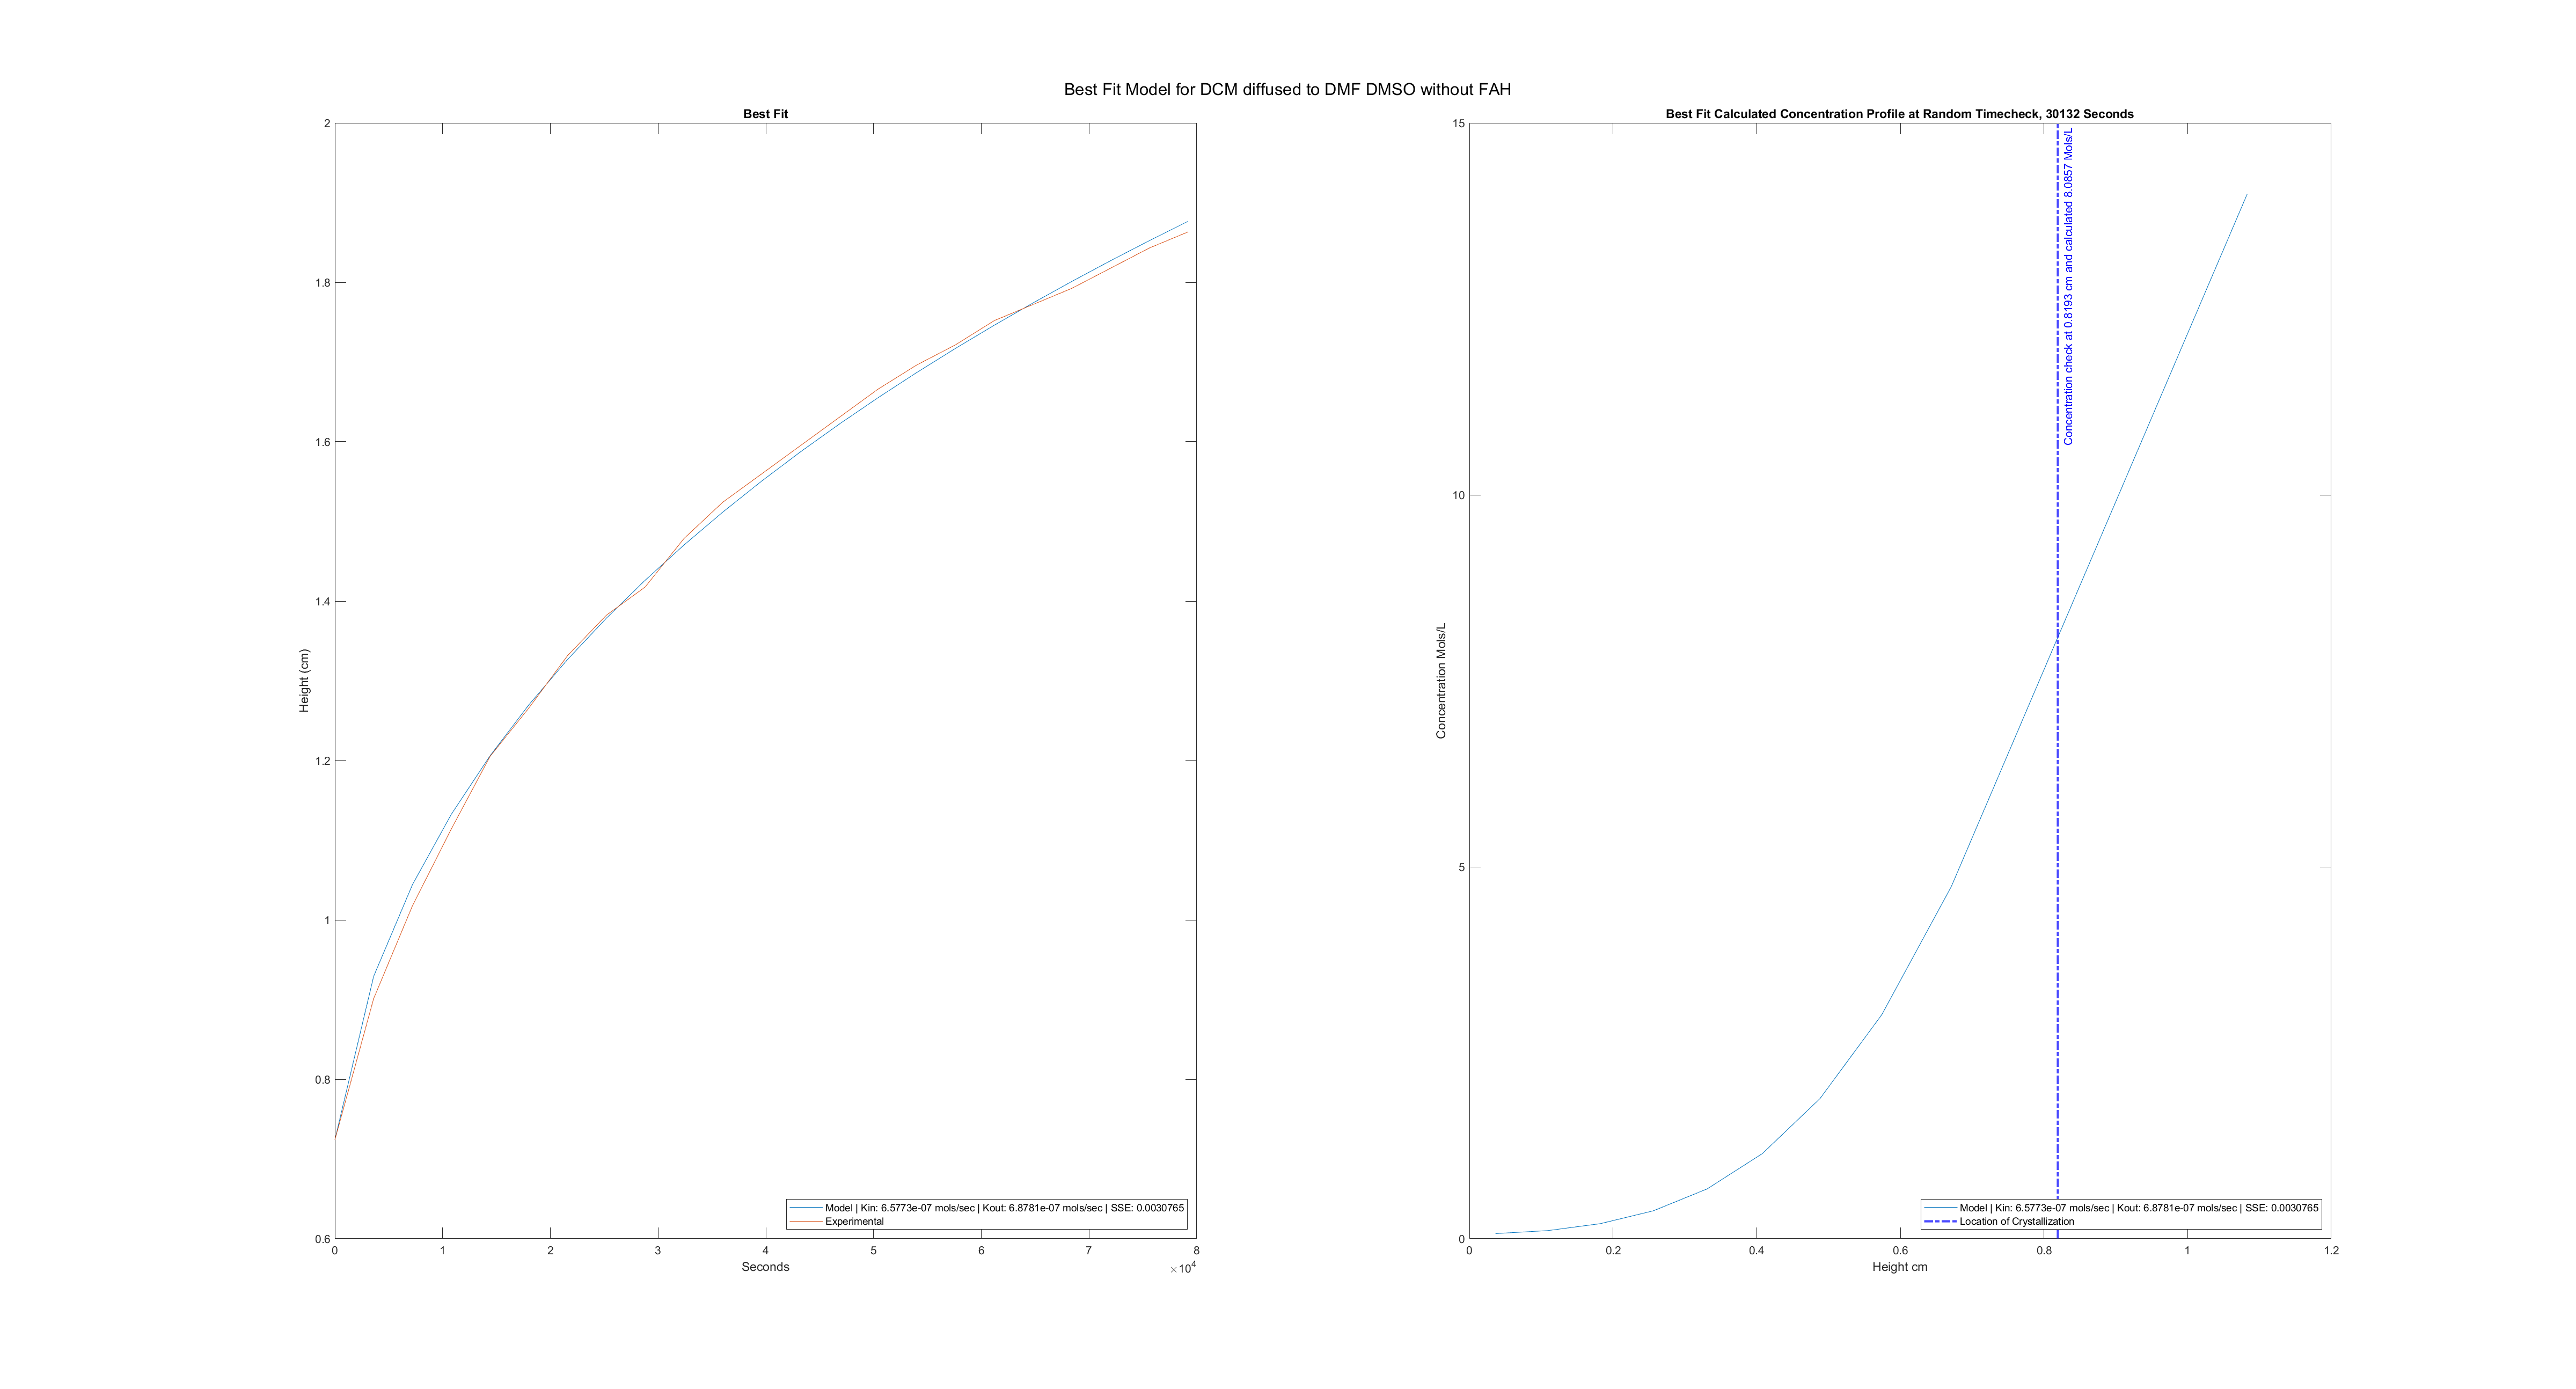 Best Fit Model for DCM diffused to DMF DMSO without FAH
Best Fit
2
1.8
1.6
1.4
1.2
1
0.8
0.6
Height (cm)
0 1 2 3 4 5 6 7 8
Seconds
×10^4
Model | Kin: 6.5773e-07 mols/sec | Kout: 6.8781e-07 mols/sec | SSE: 0.0030765
Experimental
Best Fit Calculated Concentration Profile at Random Timecheck, 30132 Seconds
15
10
5
0
Concentration Mols/L
Concentration check at 0.8193 cm and calculated 8.0857 Mols/L
0 0.2 0.4 0.6 0.8 1 1.2
Height cm
Model | Kin: 6.5773e-07 mols/sec | Kout: 6.8781e-07 mols/sec | SSE: 0.0030765
Location of Crystallization